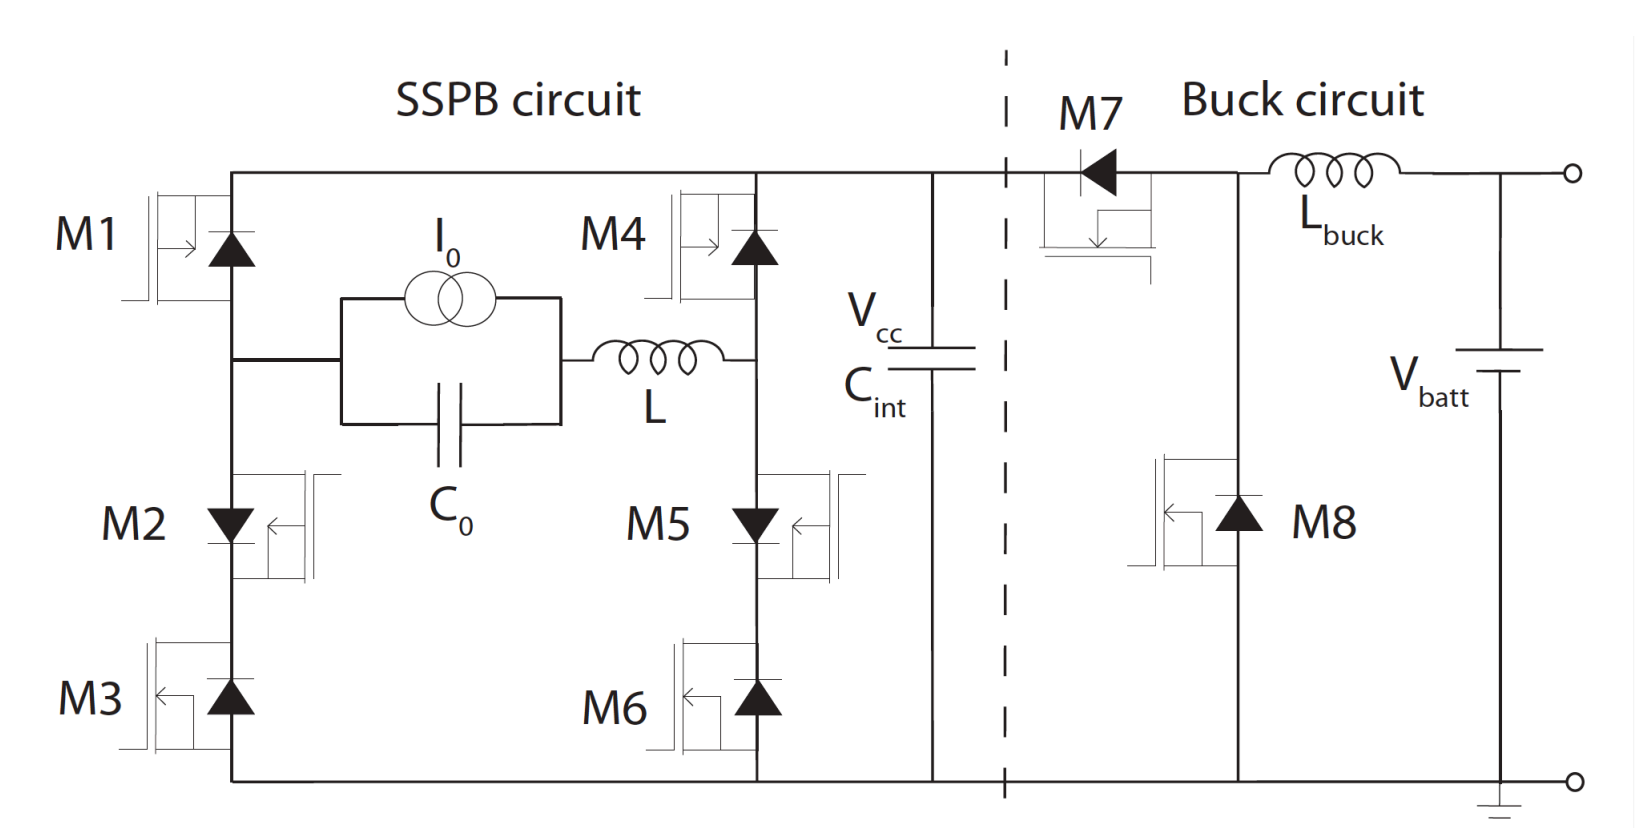 SSPB circuit
Buck circuit
M7
M1
I0
M4
Lbuck
Vcc
Cint
L
Vbatt
C0
M2
M5
M8
M3
M6